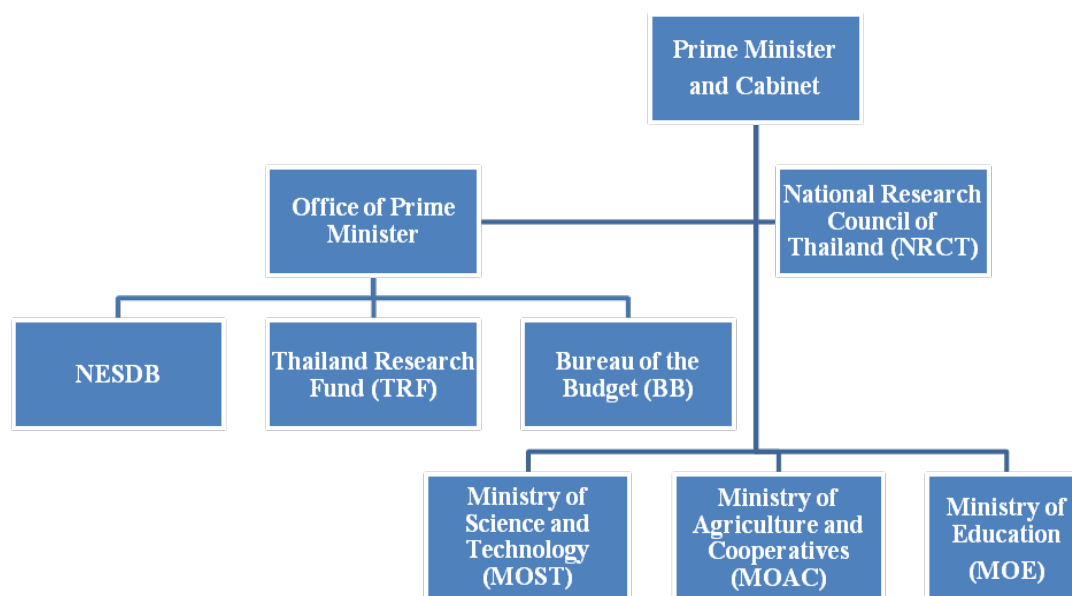 Prime Minister
and Cabinet
Office of Prime
Minister
National Research
Council of
Thailand (NRCT)
NESDB
Thailand Research
Fund (TRF)
Bureau of the
Budget (BB)
Ministry of
Science and
Technology
(MOST)
Ministry of
Agriculture and
Cooperatives
(MOAC)
Ministry of
Education
(MOE)